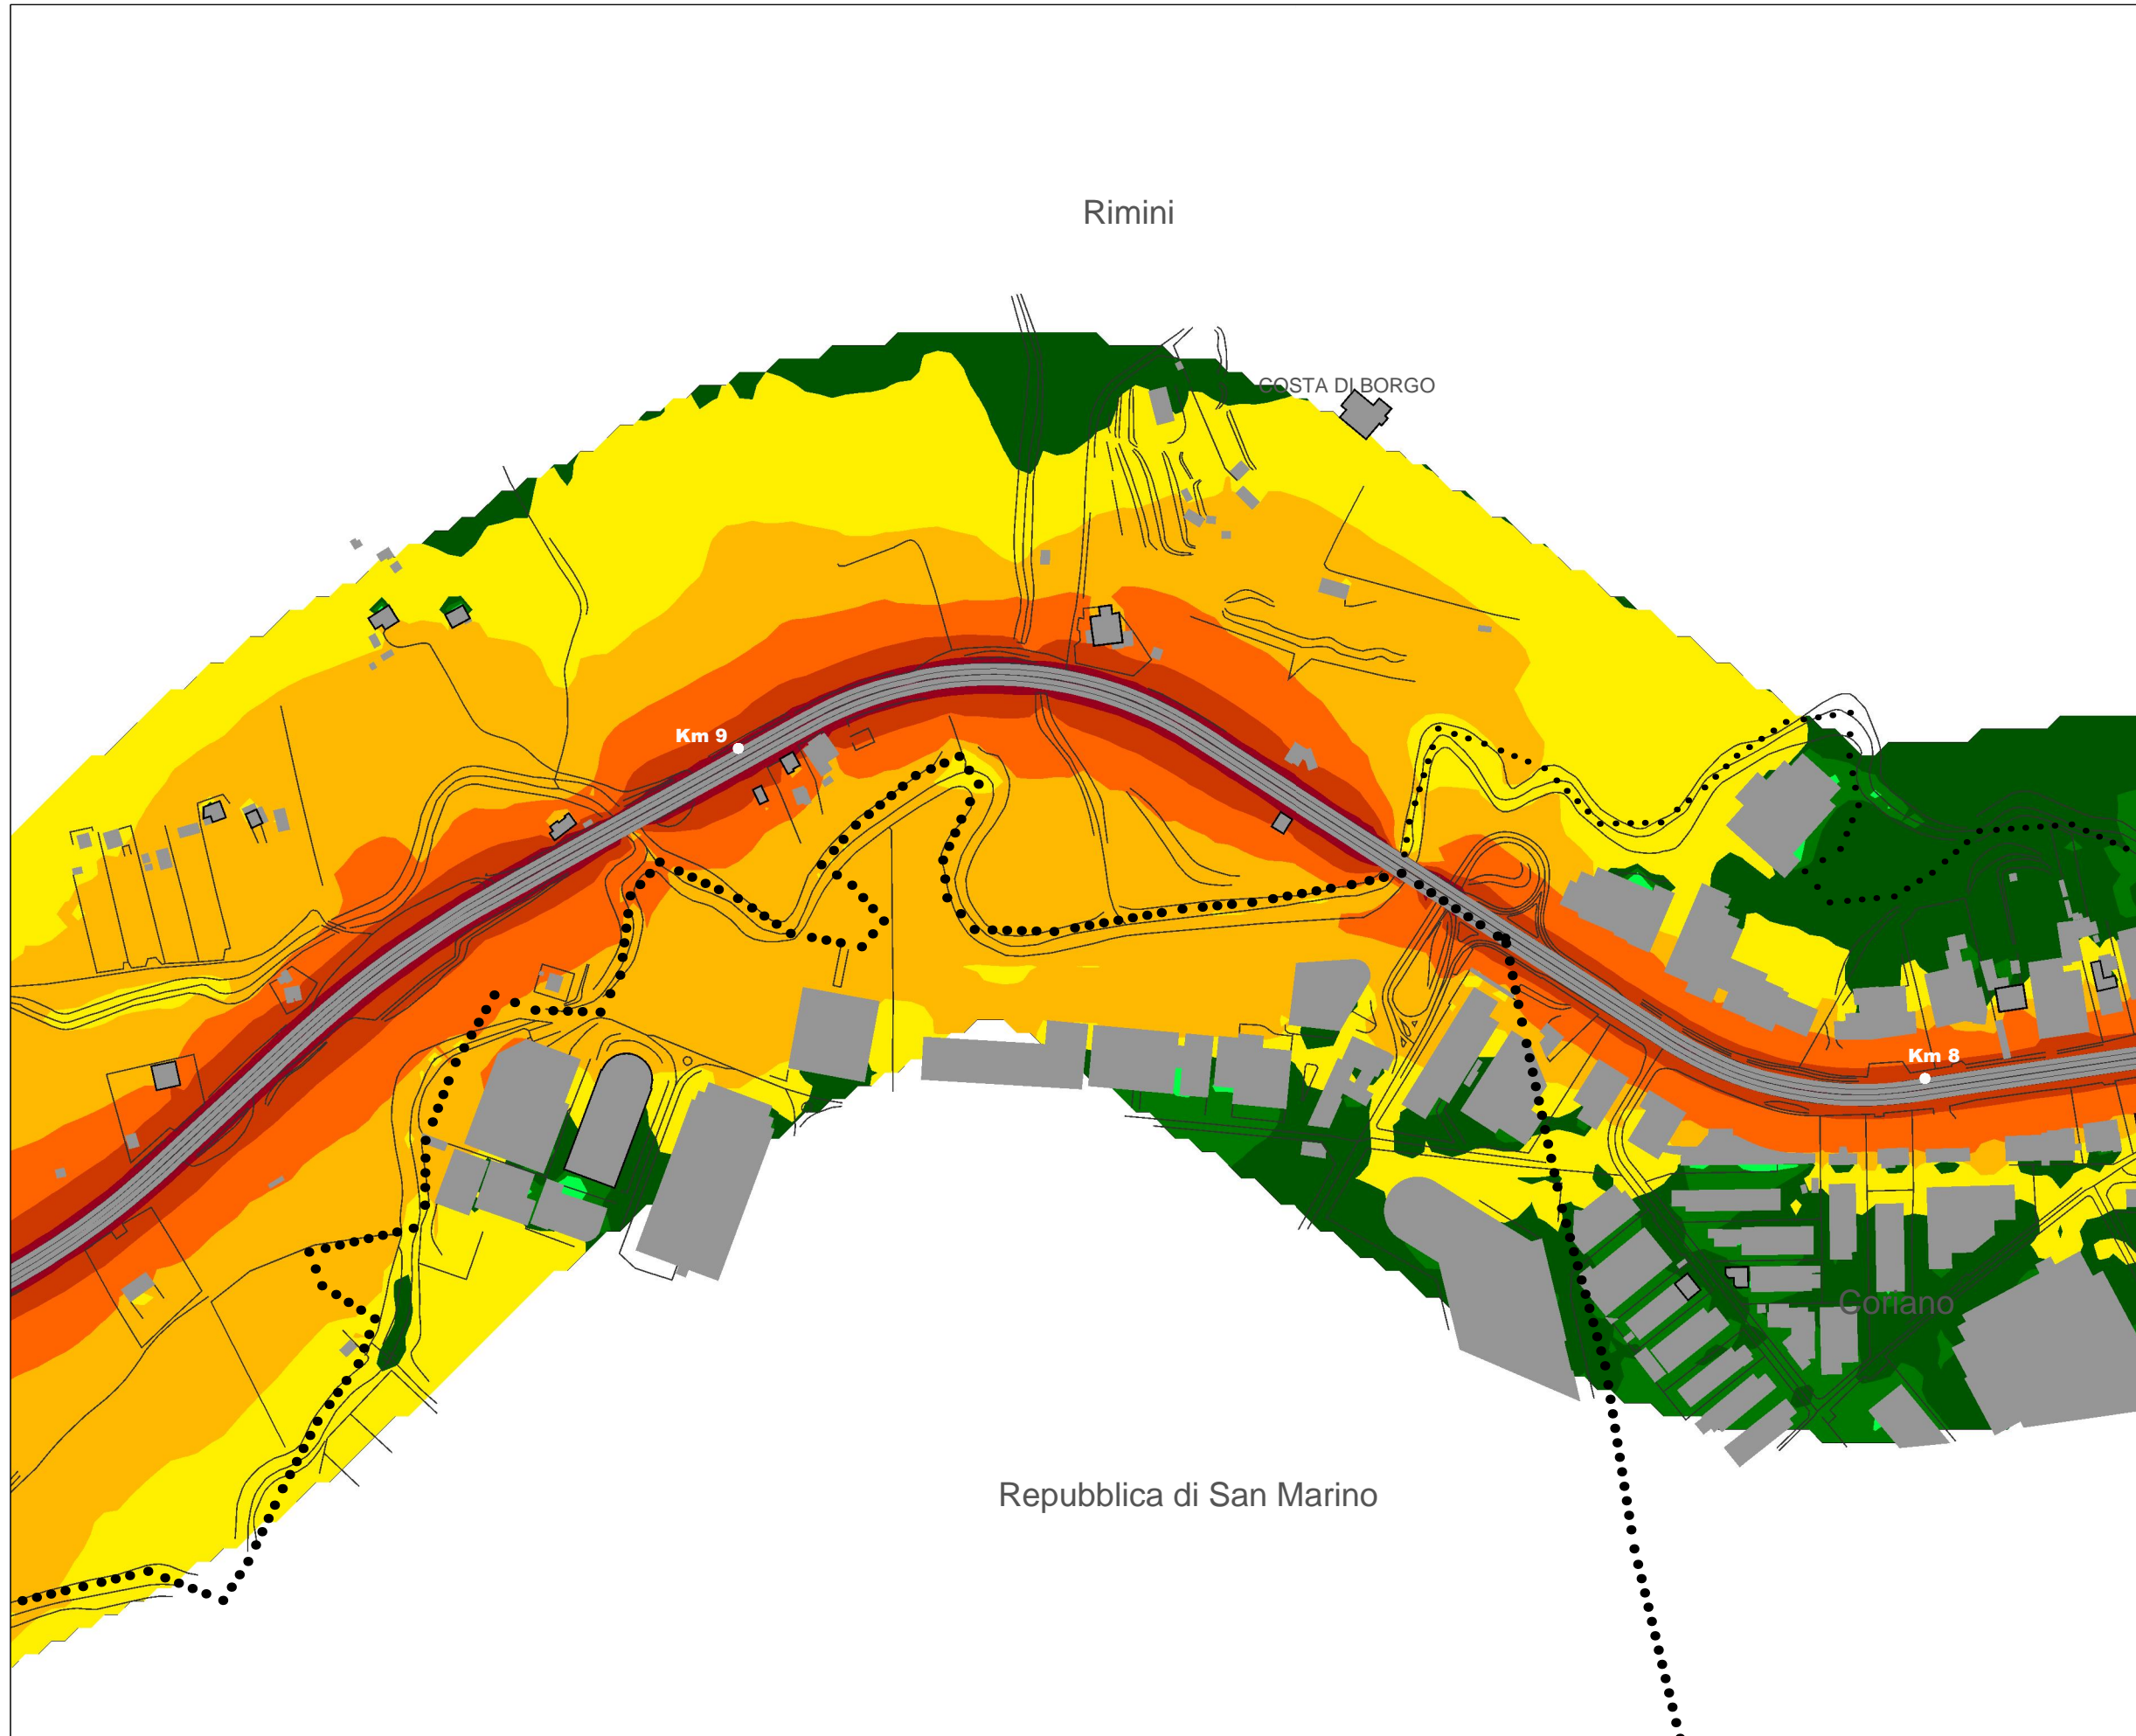 Rimini
COSTA DI BORGO
Km 9
Km 8
Coriano
Repubblica di San Marino